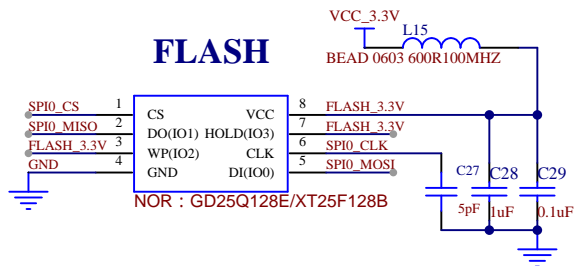 VCC_3.3V
FLASH
L15
BEAD 0603 600R100MHZ
SPI0_CS 1 CS VCC 8 FLASH_3.3V
SPI0_MISO 2 DO(IO1) HOLD(IO3) 7 FLASH_3.3V
FLASH_3.3V 3 WP(IO2) CLK 6 SPI0_CLK
GND 4 GND DI(IO0) 5 SPI0_MOSI
C27 C28 C29
5pF 1uF 0.1uF
NOR：GD25Q128E/XT25F128B